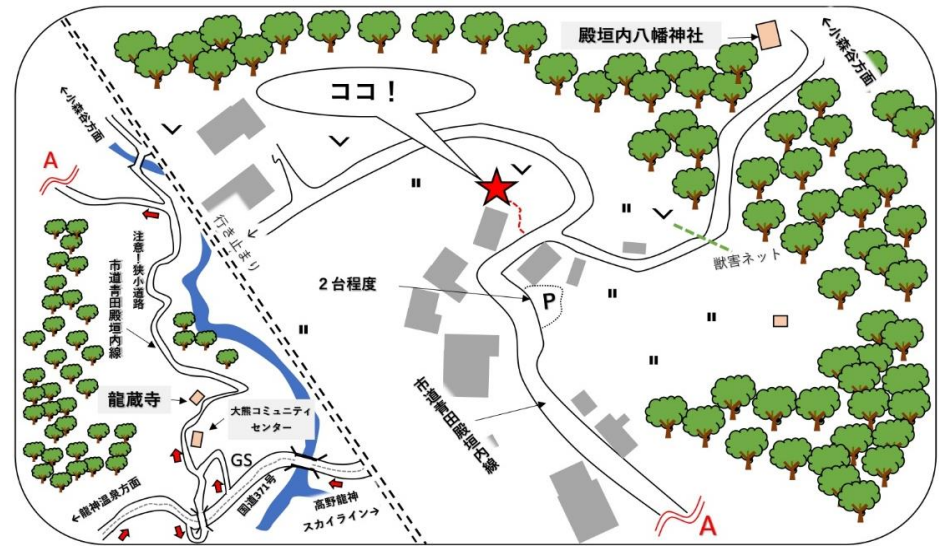 殿垣内八幡神社
↖小森谷方面
ココ！
↖小森谷方面
A
行き止まり
注意！狭小道路
市道青田殿垣内線
獣害ネット
2台程度
P
龍蔵寺
大熊コミュニティ
センター
市道青田殿垣内線
GS
国道371号
←龍神温泉方面
高野龍神
スカイライン→
A